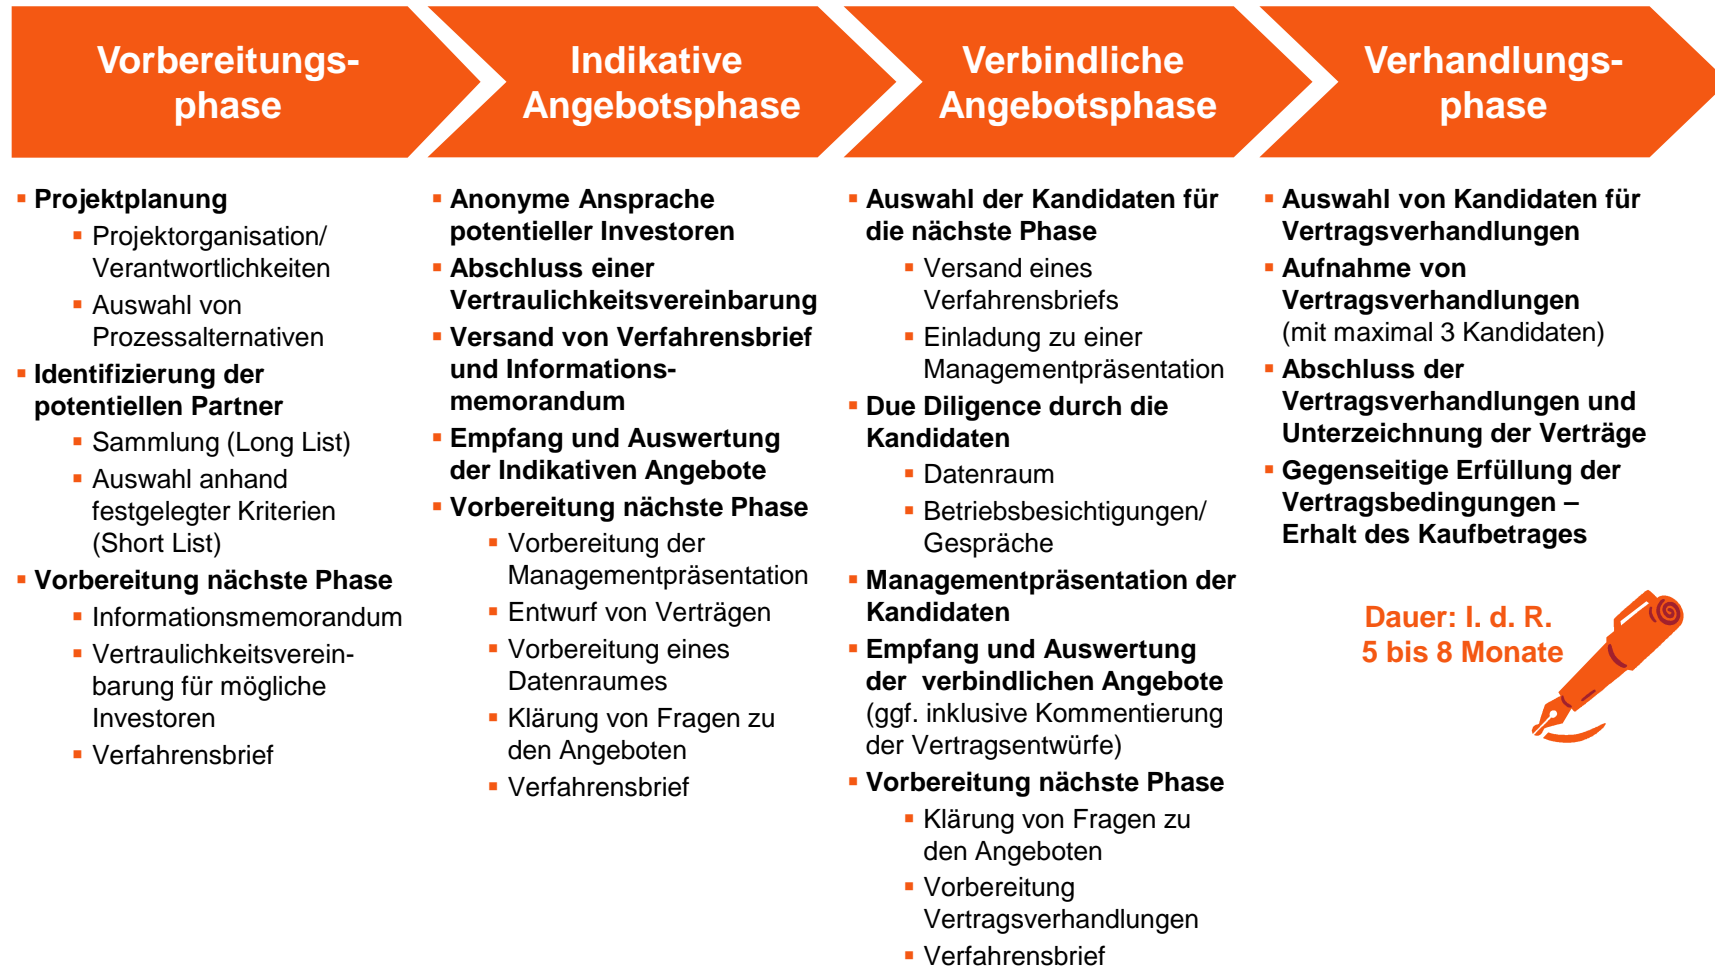 Vorbereitungs-
phase
Indikative
Angebotsphase
Verbindliche
Angebotsphase
Verhandlungs-
phase
Projektplanung
Projektorganisation/
Verantwortlichkeiten
Auswahl von
Prozessalternativen
Identifizierung der
potentiellen Partner
Sammlung (Long List)
Auswahl anhand
festgelegter Kriterien
(Short List)
Vorbereitung nächste Phase
Informationsmemorandum
Vertraulichkeitsverein-
barung für mögliche
Investoren
Verfahrensbrief
Anonyme Ansprache
potentieller Investoren
Abschluss einer
Vertraulichkeitsvereinbarung
Versand von Verfahrensbrief
und Informations-
memorandum
Empfang und Auswertung
der Indikativen Angebote
Vorbereitung nächste Phase
Vorbereitung der
Managementpräsentation
Entwurf von Verträgen
Vorbereitung eines
Datenraumes
Klärung von Fragen zu
den Angeboten
Verfahrensbrief
Auswahl der Kandidaten für
die nächste Phase
Versand eines
Verfahrensbriefs
Einladung zu einer
Managementpräsentation
Due Diligence durch die
Kandidaten
Datenraum
Betriebsbesichtigungen/
Gespräche
Managementpräsentation der
Kandidaten
Empfang und Auswertung
der verbindlichen Angebote
(ggf. inklusive Kommentierung
der Vertragsentwürfe)
Vorbereitung nächste Phase
Klärung von Fragen zu
den Angeboten
Vorbereitung
Vertragsverhandlungen
Verfahrensbrief
Auswahl von Kandidaten für
Vertragsverhandlungen
Aufnahme von
Vertragsverhandlungen
(mit maximal 3 Kandidaten)
Abschluss der
Vertragsverhandlungen und
Unterzeichnung der Verträge
Gegenseitige Erfüllung der
Vertragsbedingungen –
Erhalt des Kaufbetrages
Dauer: I. d. R.
5 bis 8 Monate